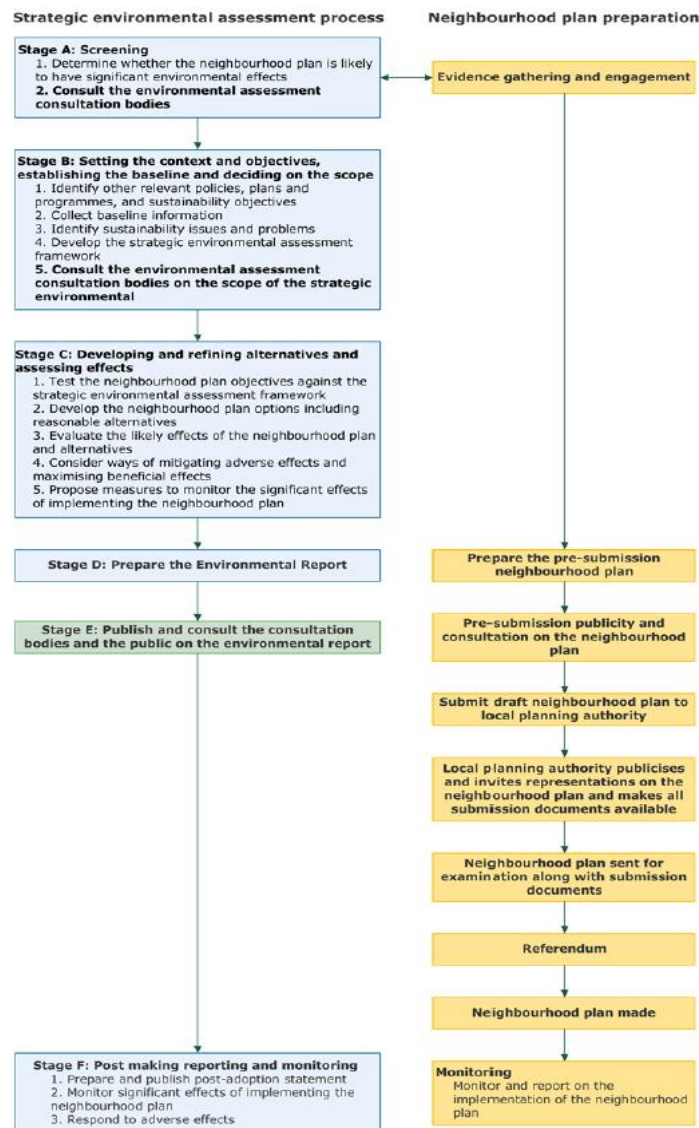 Strategic environmental assessment process
Stage A: Screening
1. Determine whether the neighbourhood plan is
likely to have significant environmental effects
2. Consult the environmental assessment
consultation bodies
Stage B: Setting the context and objectives,
establishing the baseline and deciding on the scope
1. Identify other relevant policies, plans and
programmes, and sustainability objectives
2. Collect baseline information
3. Identify sustainability issues and problems
4. Develop the strategic environmental assessment
framework
5. Consult the environmental assessment
consultation bodies on the scope of the strategic
environmental
Stage C: Developing and refining alternatives and
assessing effects
1. Test the neighbourhood plan objectives against the
strategic environmental assessment framework
2. Develop the neighbourhood plan options including
reasonable alternatives
3. Evaluate the likely effects of the neighbourhood plan
and alternatives
4. Consider ways of mitigating adverse effects and
maximising beneficial effects
5. Propose measures to monitor the significant effects
of implementing the neighbourhood plan
Stage D: Prepare the Environmental Report
Stage E: Publish and consult the consultation
bodies and the public on the environmental report
Stage F: Post making reporting and monitoring
1. Prepare and publish post-adoption statement
2. Monitor significant effects of implementing the
neighbourhood plan
3. Respond to adverse effects
Neighbourhood plan preparation
Evidence gathering and engagement
Prepare the pre-submission
neighbourhood plan
Pre-submission publicity and
consultation on the neighbourhood
plan
Submit draft neighbourhood plan to
local planning authority
Local planning authority publicises
and invites representations on the
neighbourhood plan and makes all
submission documents available
Neighbourhood plan sent for
examination along with submission
documents
Referendum
Neighbourhood plan made
Monitoring
Monitor and report on the
implementation of the neighbourhood
plan